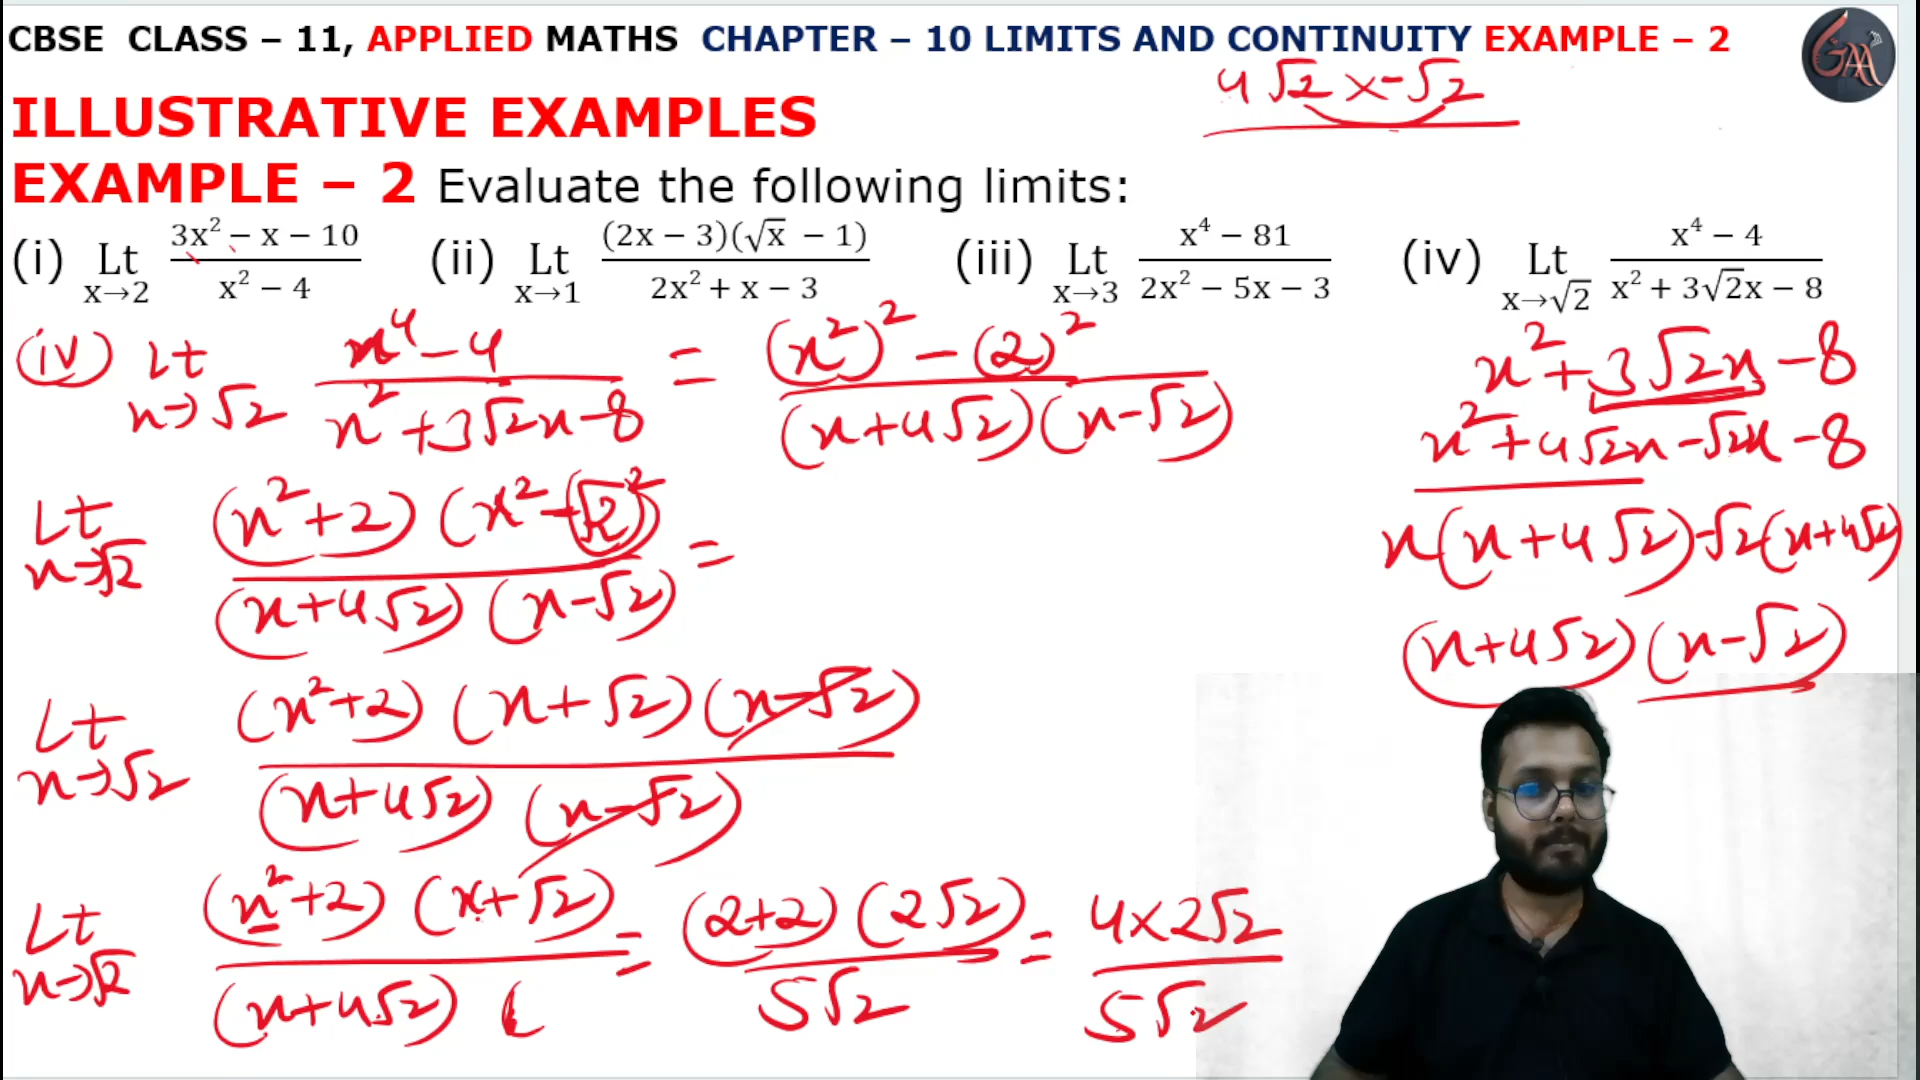 CBSE CLASS – 11, APPLIED MATHS CHAPTER – 10 LIMITS AND CONTINUITY EXAMPLE – 2
4√2 x -√2
ILLUSTRATIVE EXAMPLES
EXAMPLE – 2 Evaluate the following limits:
(i) Lt x→2 (3x² − x − 10)/(x² − 4) (ii) Lt x→1 ((2x − 3)(√x − 1))/(2x² + x − 3) (iii) Lt x→3 (x⁴ − 81)/(2x² − 5x − 3) (iv) Lt x→√2 (x⁴ − 4)/(x² + 3√2x − 8)
(iv) Lt x→√2 (x⁴ - 4)/(x² + 3√2x - 8) = ((x²)² - (2)²)/((x + 4√2)(x - √2))
x² + 3√2x - 8
x² + 4√2x - √2x - 8
x(x + 4√2) - √2(x + 4√2)
(x + 4√2)(x - √2)
Lt x→√2 ((x² + 2)(x² - (√2)²))/((x + 4√2)(x - √2)) =
Lt x→√2 ((x² + 2)(x + √2)(x - √2))/((x + 4√2)(x - √2))
Lt x→√2 ((x² + 2)(x + √2))/((x + 4√2) ( = ((2+2)(2√2))/(5√2) = (4×2√2)/(5√2)